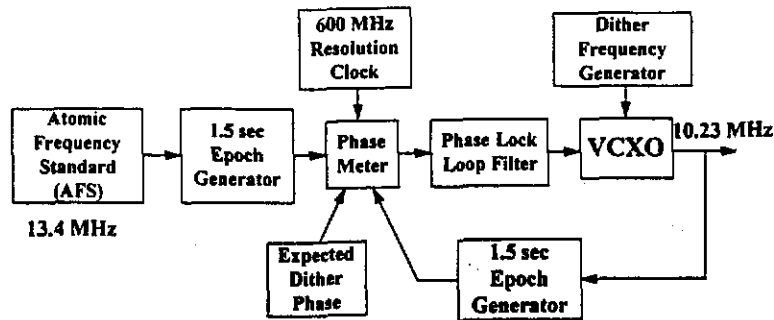 600 MHz
Resolution
Clock
Dither
Frequency
Generator
Atomic
Frequency
Standard
(AFS)
1.5 sec
Epoch
Generator
Phase
Meter
Phase Lock
Loop Filter
VCXO
10.23 MHz
13.4 MHz
Expected
Dither
Phase
1.5 sec
Epoch
Generator